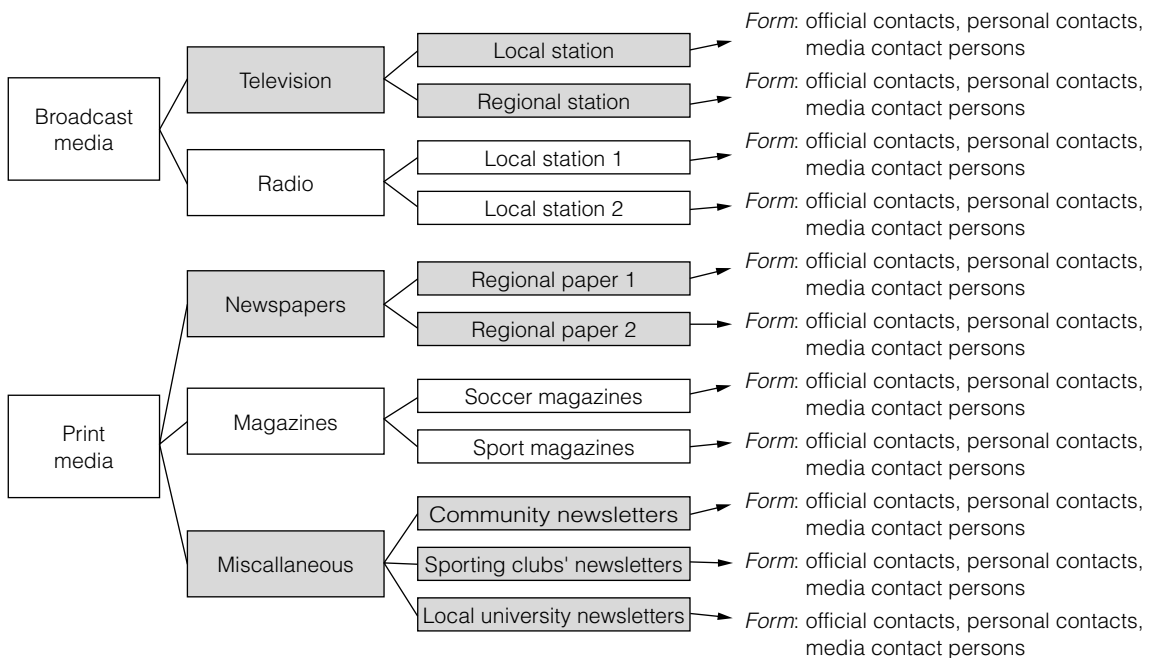 Broadcast
media
Television
Local station
Form: official contacts, personal contacts,
media contact persons
Regional station
Form: official contacts, personal contacts,
media contact persons
Radio
Local station 1
Form: official contacts, personal contacts,
media contact persons
Local station 2
Form: official contacts, personal contacts,
media contact persons
Print
media
Newspapers
Regional paper 1
Form: official contacts, personal contacts,
media contact persons
Regional paper 2
Form: official contacts, personal contacts,
media contact persons
Magazines
Soccer magazines
Form: official contacts, personal contacts,
media contact persons
Sport magazines
Form: official contacts, personal contacts,
media contact persons
Miscallaneous
Community newsletters
Form: official contacts, personal contacts,
media contact persons
Sporting clubs' newsletters
Form: official contacts, personal contacts,
media contact persons
Local university newsletters
Form: official contacts, personal contacts,
media contact persons